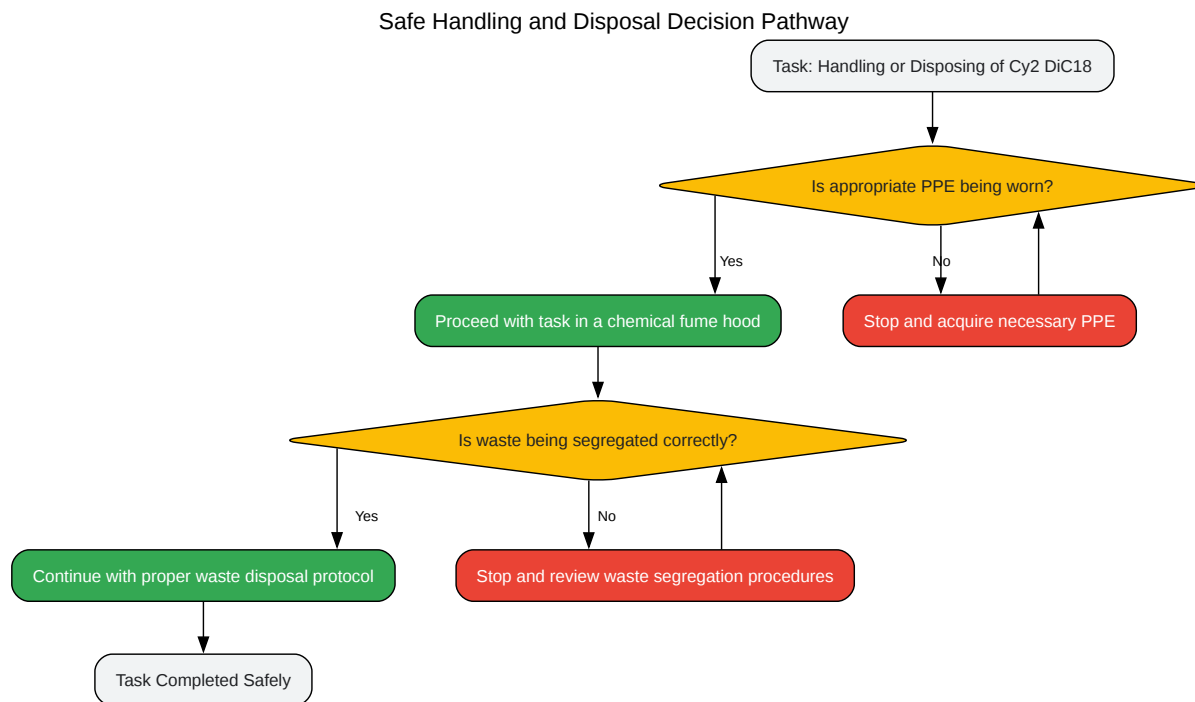 Safe Handling and Disposal Decision Pathway
Task: Handling or Disposing of Cy2 DiC18
Is appropriate PPE being worn?
Yes
No
Proceed with task in a chemical fume hood
Stop and acquire necessary PPE
Is waste being segregated correctly?
Yes
No
Continue with proper waste disposal protocol
Stop and review waste segregation procedures
Task Completed Safely